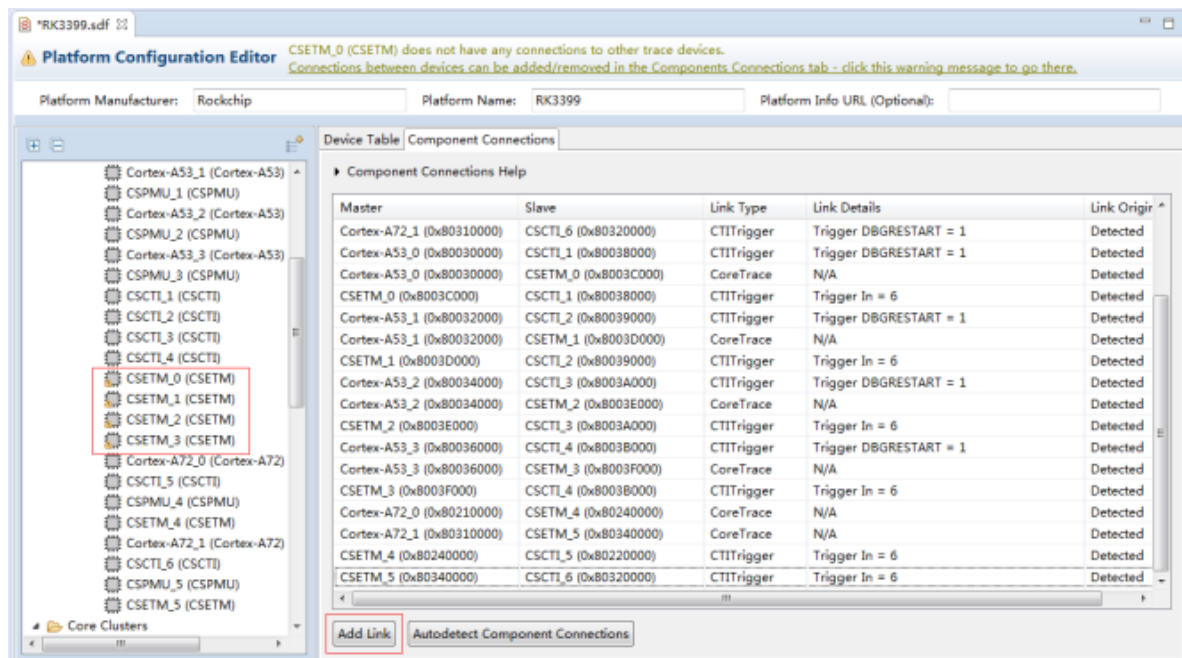 *RK3399.sdf
Platform Configuration Editor
CSETM_0 (CSETM) does not have any connections to other trace devices.
Connections between devices can be added/removed in the Components Connections tab - click this warning message to go there.
Platform Manufacturer: Rockchip Platform Name: RK3399 Platform Info URL (Optional):
Cortex-A53_1 (Cortex-A53)
CSPMU_1 (CSPMU)
Cortex-A53_2 (Cortex-A53)
CSPMU_2 (CSPMU)
Cortex-A53_3 (Cortex-A53)
CSPMU_3 (CSPMU)
CSCTI_1 (CSCTI)
CSCTI_2 (CSCTI)
CSCTI_3 (CSCTI)
CSCTI_4 (CSCTI)
CSETM_0 (CSETM)
CSETM_1 (CSETM)
CSETM_2 (CSETM)
CSETM_3 (CSETM)
Cortex-A72_0 (Cortex-A72)
CSCTI_5 (CSCTI)
CSPMU_4 (CSPMU)
CSETM_4 (CSETM)
Cortex-A72_1 (Cortex-A72)
CSCTI_6 (CSCTI)
CSPMU_5 (CSPMU)
CSETM_5 (CSETM)
Core Clusters
Device Table Component Connections
Component Connections Help
Master Slave Link Type Link Details Link Origir
Cortex-A72_1 (0x80310000) CSCTI_6 (0x80320000) CTITrigger Trigger DBGRESTART = 1 Detected
Cortex-A53_0 (0x80030000) CSCTI_1 (0x80038000) CTITrigger Trigger DBGRESTART = 1 Detected
Cortex-A53_0 (0x80030000) CSETM_0 (0x8003C000) CoreTrace N/A Detected
CSETM_0 (0x8003C000) CSCTI_1 (0x80038000) CTITrigger Trigger In = 6 Detected
Cortex-A53_1 (0x80032000) CSCTI_2 (0x80039000) CTITrigger Trigger DBGRESTART = 1 Detected
Cortex-A53_1 (0x80032000) CSETM_1 (0x8003D000) CoreTrace N/A Detected
CSETM_1 (0x8003D000) CSCTI_2 (0x80039000) CTITrigger Trigger In = 6 Detected
Cortex-A53_2 (0x80034000) CSCTI_3 (0x8003A000) CTITrigger Trigger DBGRESTART = 1 Detected
Cortex-A53_2 (0x80034000) CSETM_2 (0x8003E000) CoreTrace N/A Detected
CSETM_2 (0x8003E000) CSCTI_3 (0x8003A000) CTITrigger Trigger In = 6 Detected
Cortex-A53_3 (0x80036000) CSCTI_4 (0x8003B000) CTITrigger Trigger DBGRESTART = 1 Detected
Cortex-A53_3 (0x80036000) CSETM_3 (0x8003F000) CoreTrace N/A Detected
CSETM_3 (0x8003F000) CSCTI_4 (0x8003B000) CTITrigger Trigger In = 6 Detected
Cortex-A72_0 (0x80210000) CSETM_4 (0x80240000) CoreTrace N/A Detected
Cortex-A72_1 (0x80310000) CSETM_5 (0x80340000) CoreTrace N/A Detected
CSETM_4 (0x80240000) CSCTI_5 (0x80220000) CTITrigger Trigger In = 6 Detected
CSETM_5 (0x80340000) CSCTI_6 (0x80320000) CTITrigger Trigger In = 6 Detected
Add Link Autodetect Component Connections